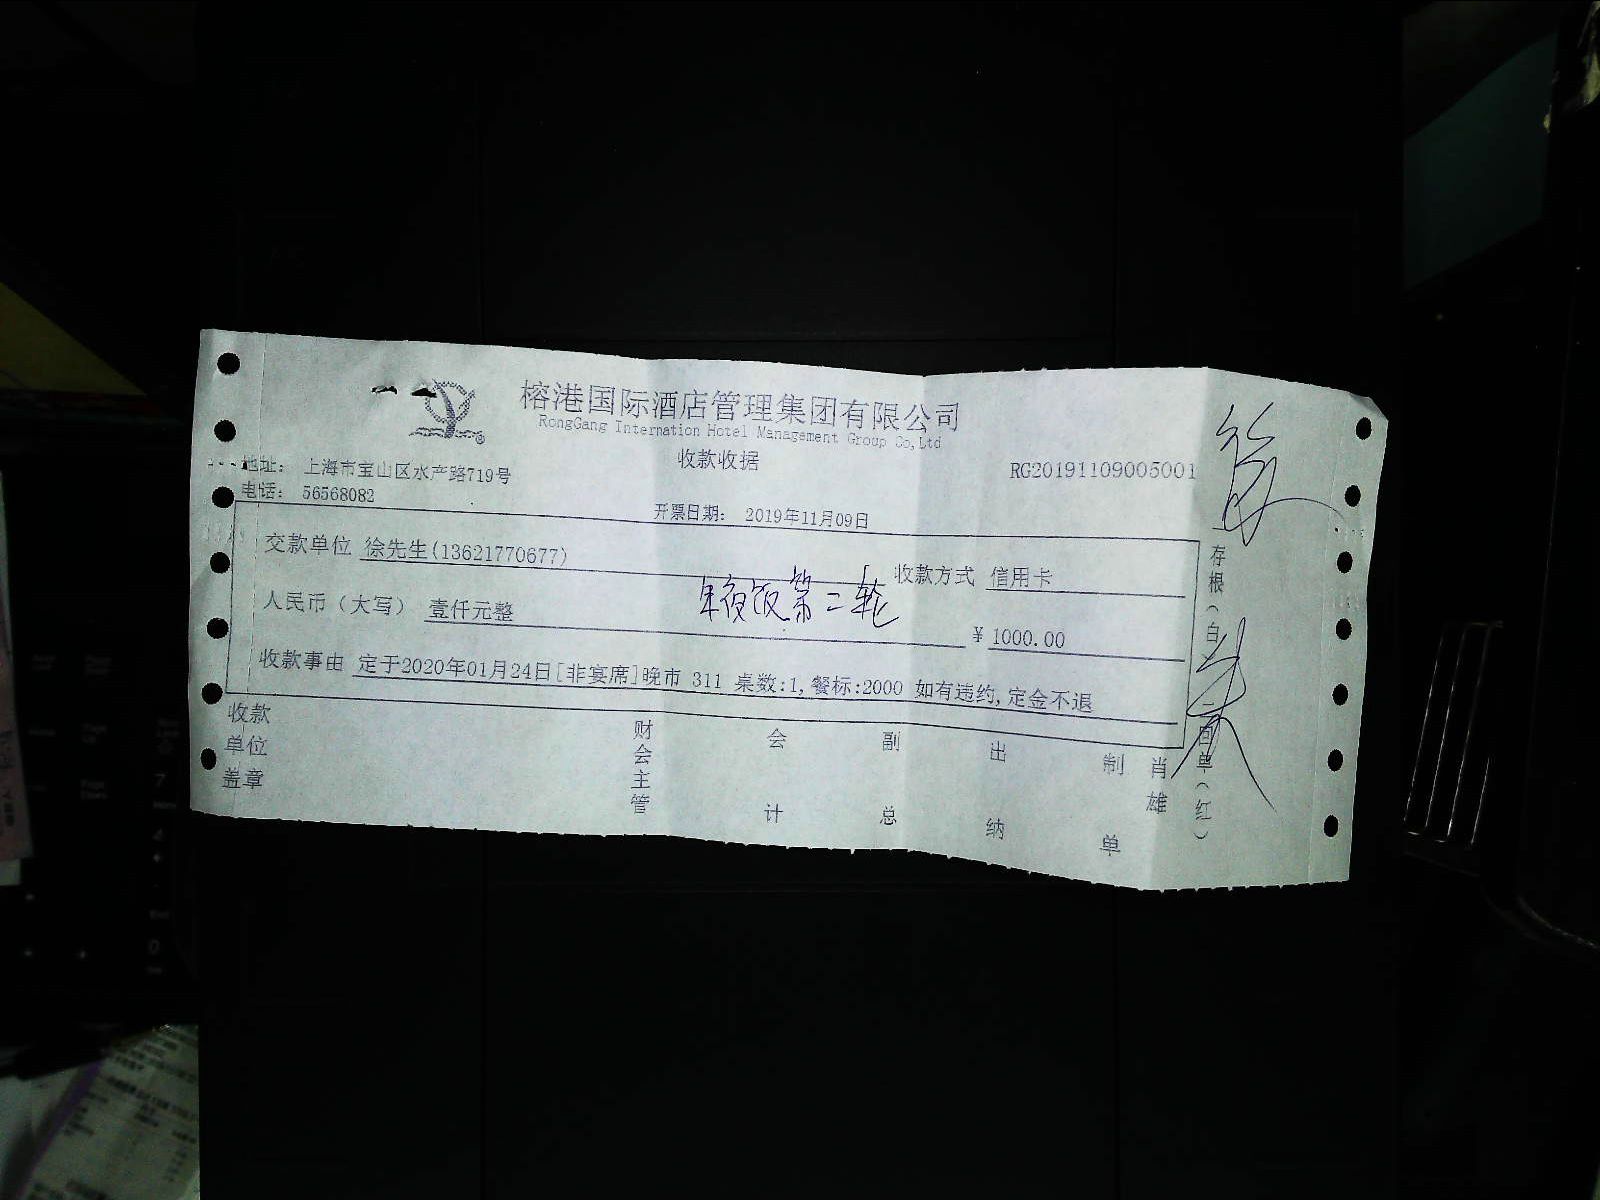 榕港国际酒店管理集团有限公司
RongGang Internation Hotel Management Group Co,Ltd
收款收据
RG20191109005001
地址： 上海市宝山区水产路719号
电话： 56568082
开票日期： 2019年11月09日
交款单位 徐先生(13621770677)
收款方式 信用卡
人民币（大写） 壹仟元整
年夜饭第二轮
¥ 1000.00
收款事由 定于2020年01月24日[非宴席]晚市 311 桌数:1,餐标:2000 如有违约,定金不退
收款单位盖章
财会主管
会计
副总
出纳
制单
肖雄
存根（白） 回单（红）